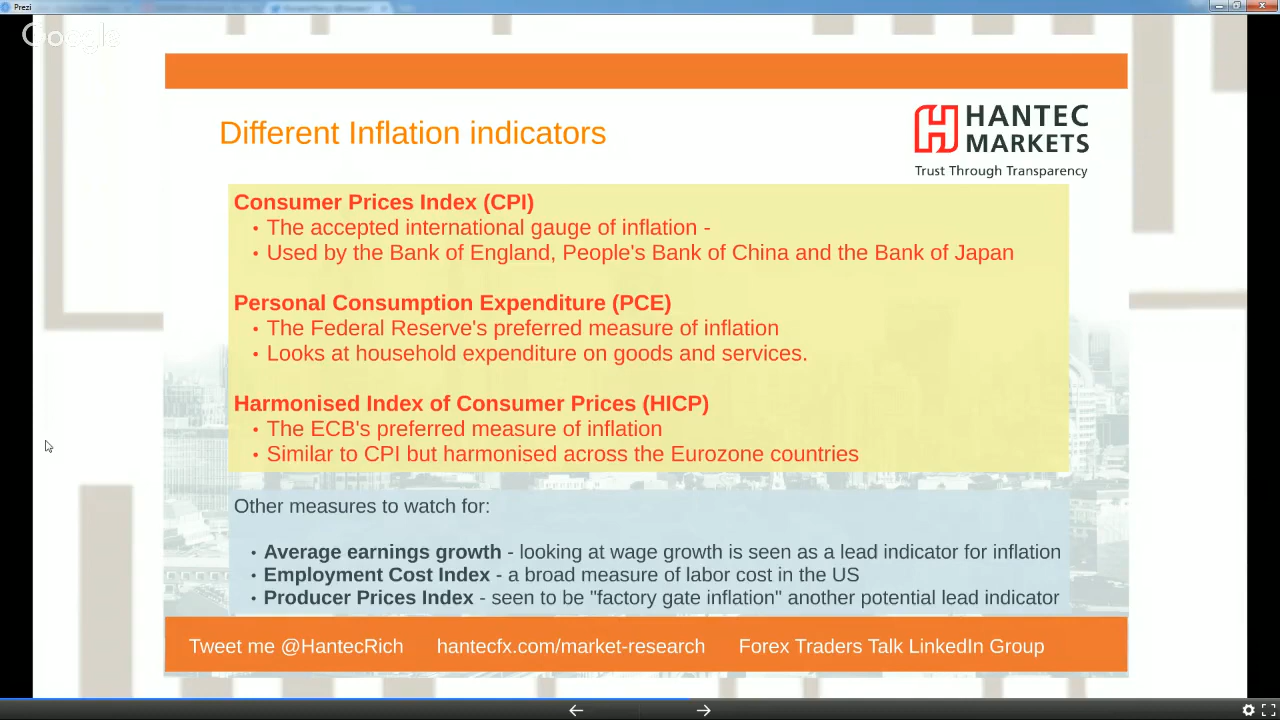 Prezi
Google
HANTEC
MARKETS
Trust Through Transparency
Different Inflation indicators
Consumer Prices Index (CPI)
• The accepted international gauge of inflation -
• Used by the Bank of England, People's Bank of China and the Bank of Japan
Personal Consumption Expenditure (PCE)
• The Federal Reserve's preferred measure of inflation
• Looks at household expenditure on goods and services.
Harmonised Index of Consumer Prices (HICP)
• The ECB's preferred measure of inflation
• Similar to CPI but harmonised across the Eurozone countries
Other measures to watch for:
• Average earnings growth - looking at wage growth is seen as a lead indicator for inflation
• Employment Cost Index - a broad measure of labor cost in the US
• Producer Prices Index - seen to be "factory gate inflation" another potential lead indicator
Tweet me @HantecRich hantecfx.com/market-research Forex Traders Talk LinkedIn Group